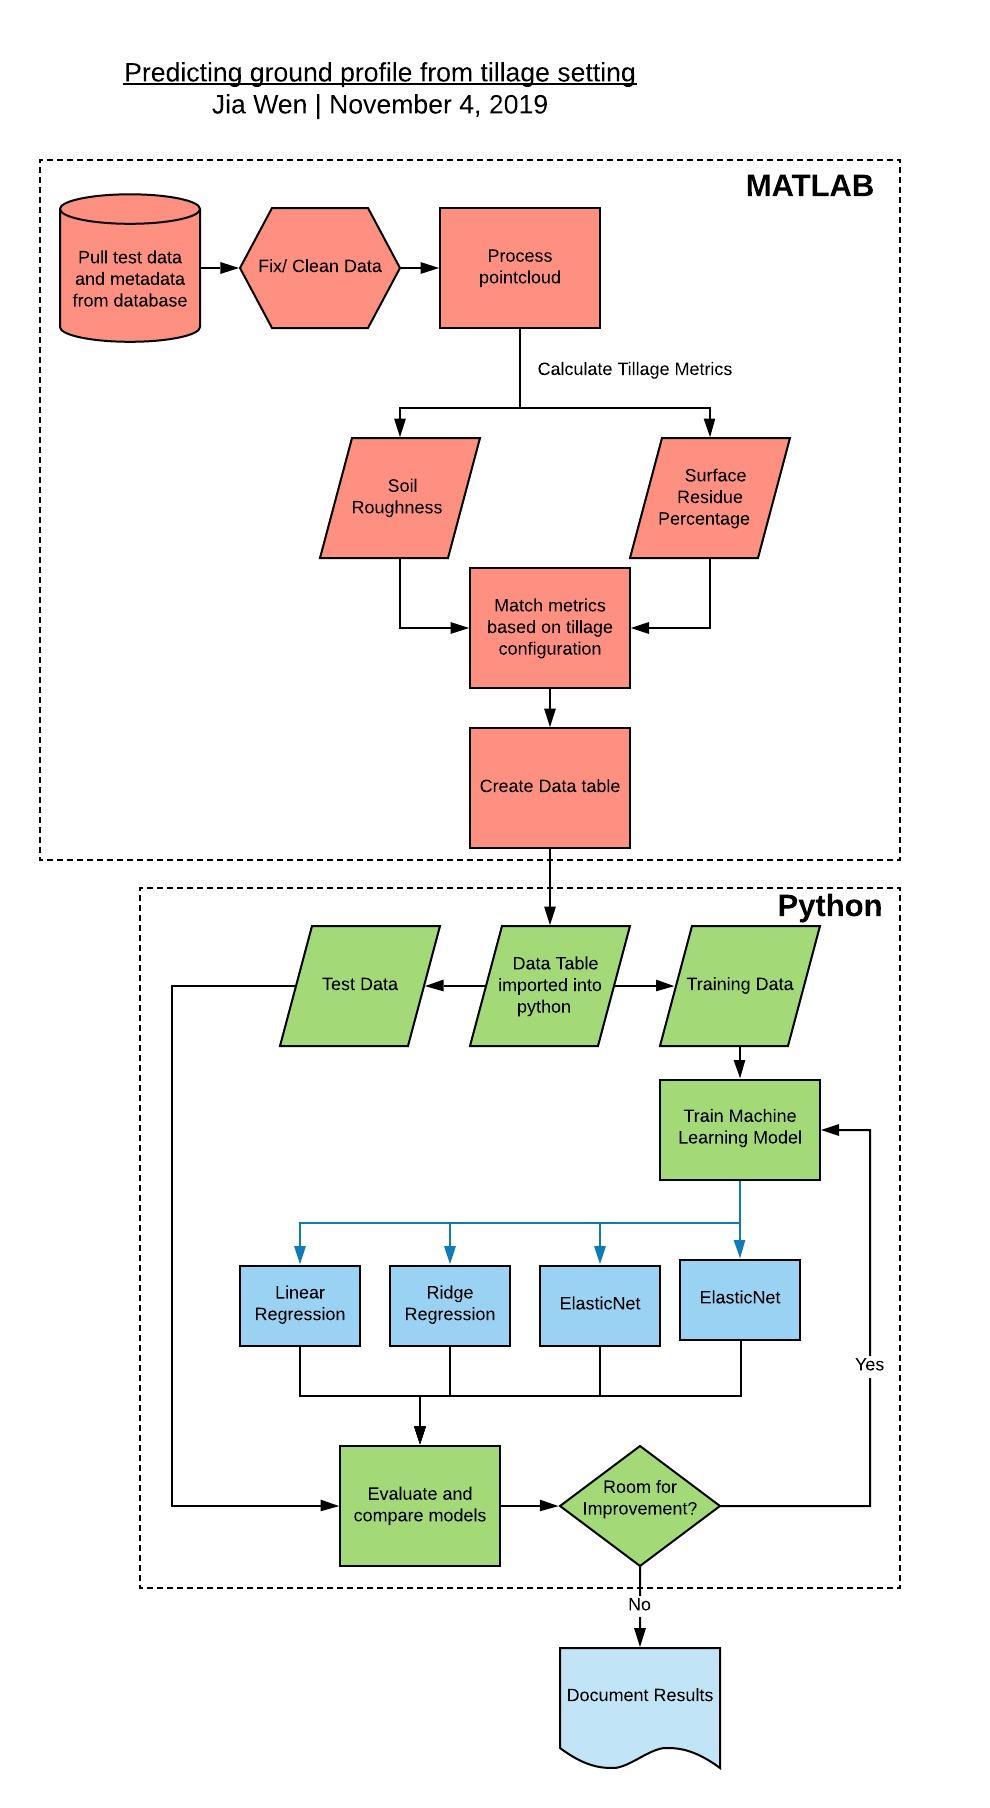 Predicting ground profile from tillage setting
Jia Wen | November 4, 2019
MATLAB
Pull test data
and metadata
from database
Fix/ Clean Data
Process
pointcloud
Calculate Tillage Metrics
Soil
Roughness
Surface
Residue
Percentage
Match metrics
based on tillage
configuration
Create Data table
Python
Test Data
Data Table
imported into
python
Training Data
Train Machine
Learning Model
Linear
Regression
Ridge
Regression
ElasticNet
ElasticNet
Yes
Evaluate and
compare models
Room for
Improvement?
No
Document Results